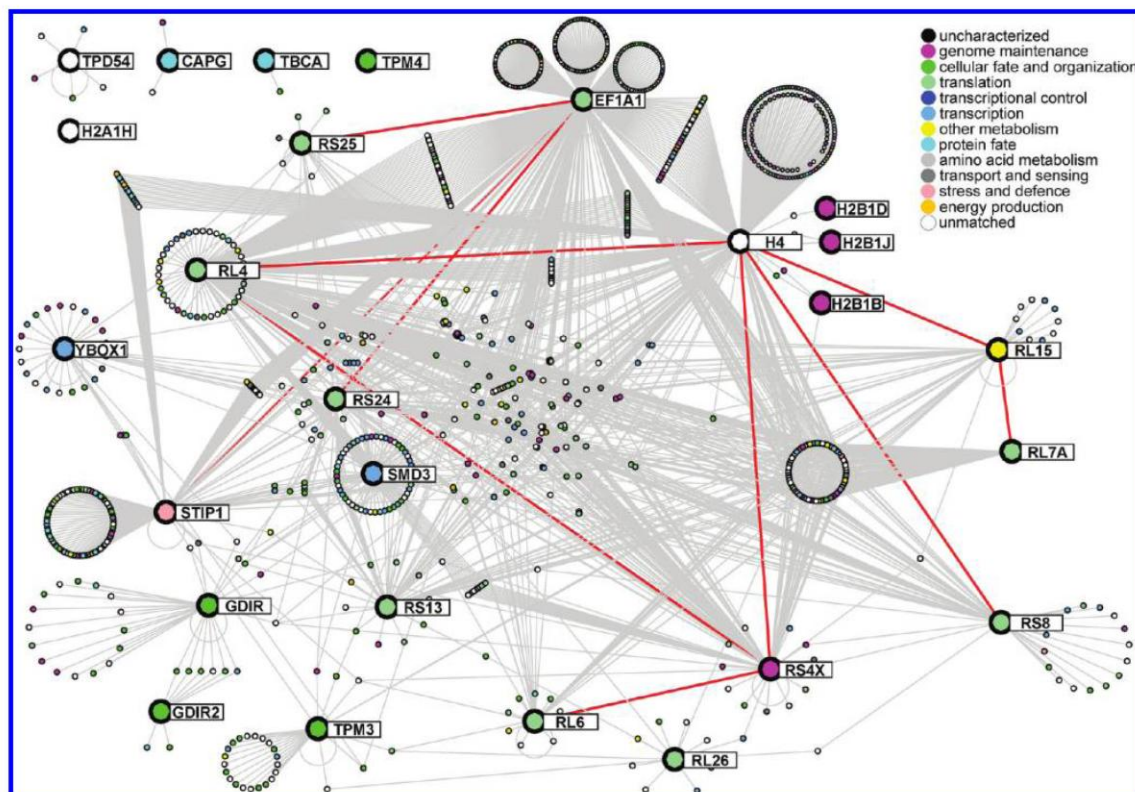 TPD54
CAPG
TBCA
TPM4
H2A1H
RS25
EF1A1
uncharacterized
genome maintenance
cellular fate and organization
translation
transcriptional control
transcription
other metabolism
protein fate
amino acid metabolism
transport and sensing
stress and defence
energy production
unmatched
H2B1D
H4
H2B1J
RL4
H2B1B
YBOX1
RL15
RS24
RL7A
SMD3
STIP1
GDIR
RS13
RS8
RS4X
GDIR2
RL6
TPM3
RL26